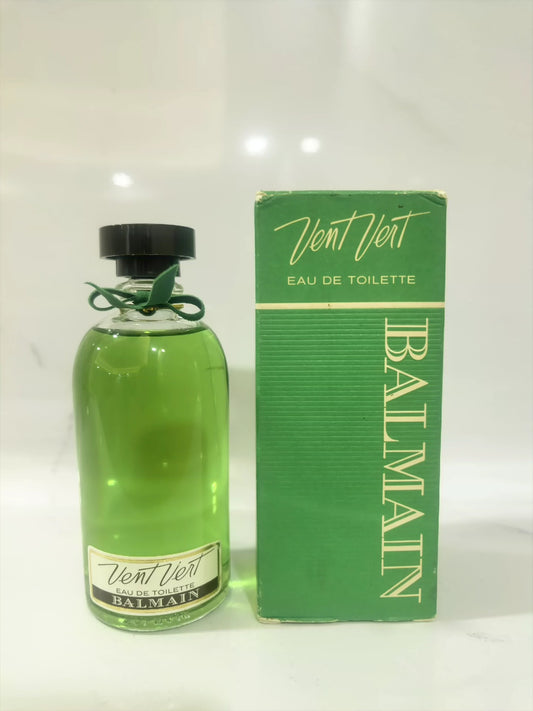 Vent Vert
EAU DE TOILETTE
BALMAIN
Vent Vert
EAU DE TOILETTE
BALMAIN